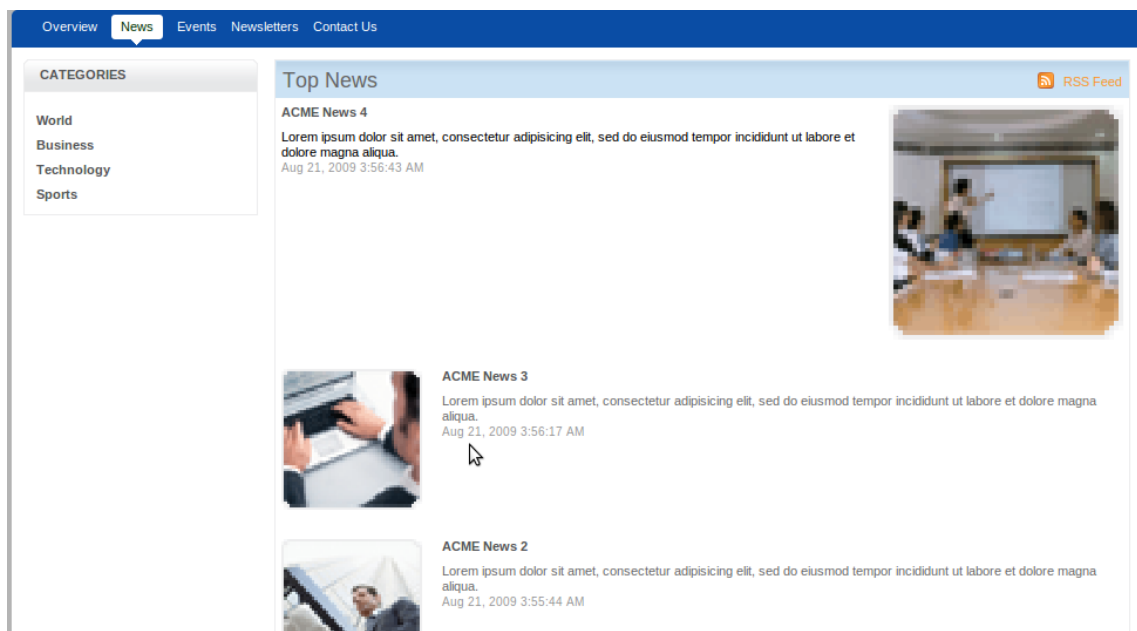 Overview News Events Newsletters Contact Us
CATEGORIES
World
Business
Technology
Sports
Top News
RSS Feed
ACME News 4
Lorem ipsum dolor sit amet, consectetur adipisicing elit, sed do eiusmod tempor incididunt ut labore et
dolore magna aliqua.
Aug 21, 2009 3:56:43 AM
ACME News 3
Lorem ipsum dolor sit amet, consectetur adipisicing elit, sed do eiusmod tempor incididunt ut labore et dolore magna
aliqua.
Aug 21, 2009 3:56:17 AM
ACME News 2
Lorem ipsum dolor sit amet, consectetur adipisicing elit, sed do eiusmod tempor incididunt ut labore et dolore magna
aliqua.
Aug 21, 2009 3:55:44 AM